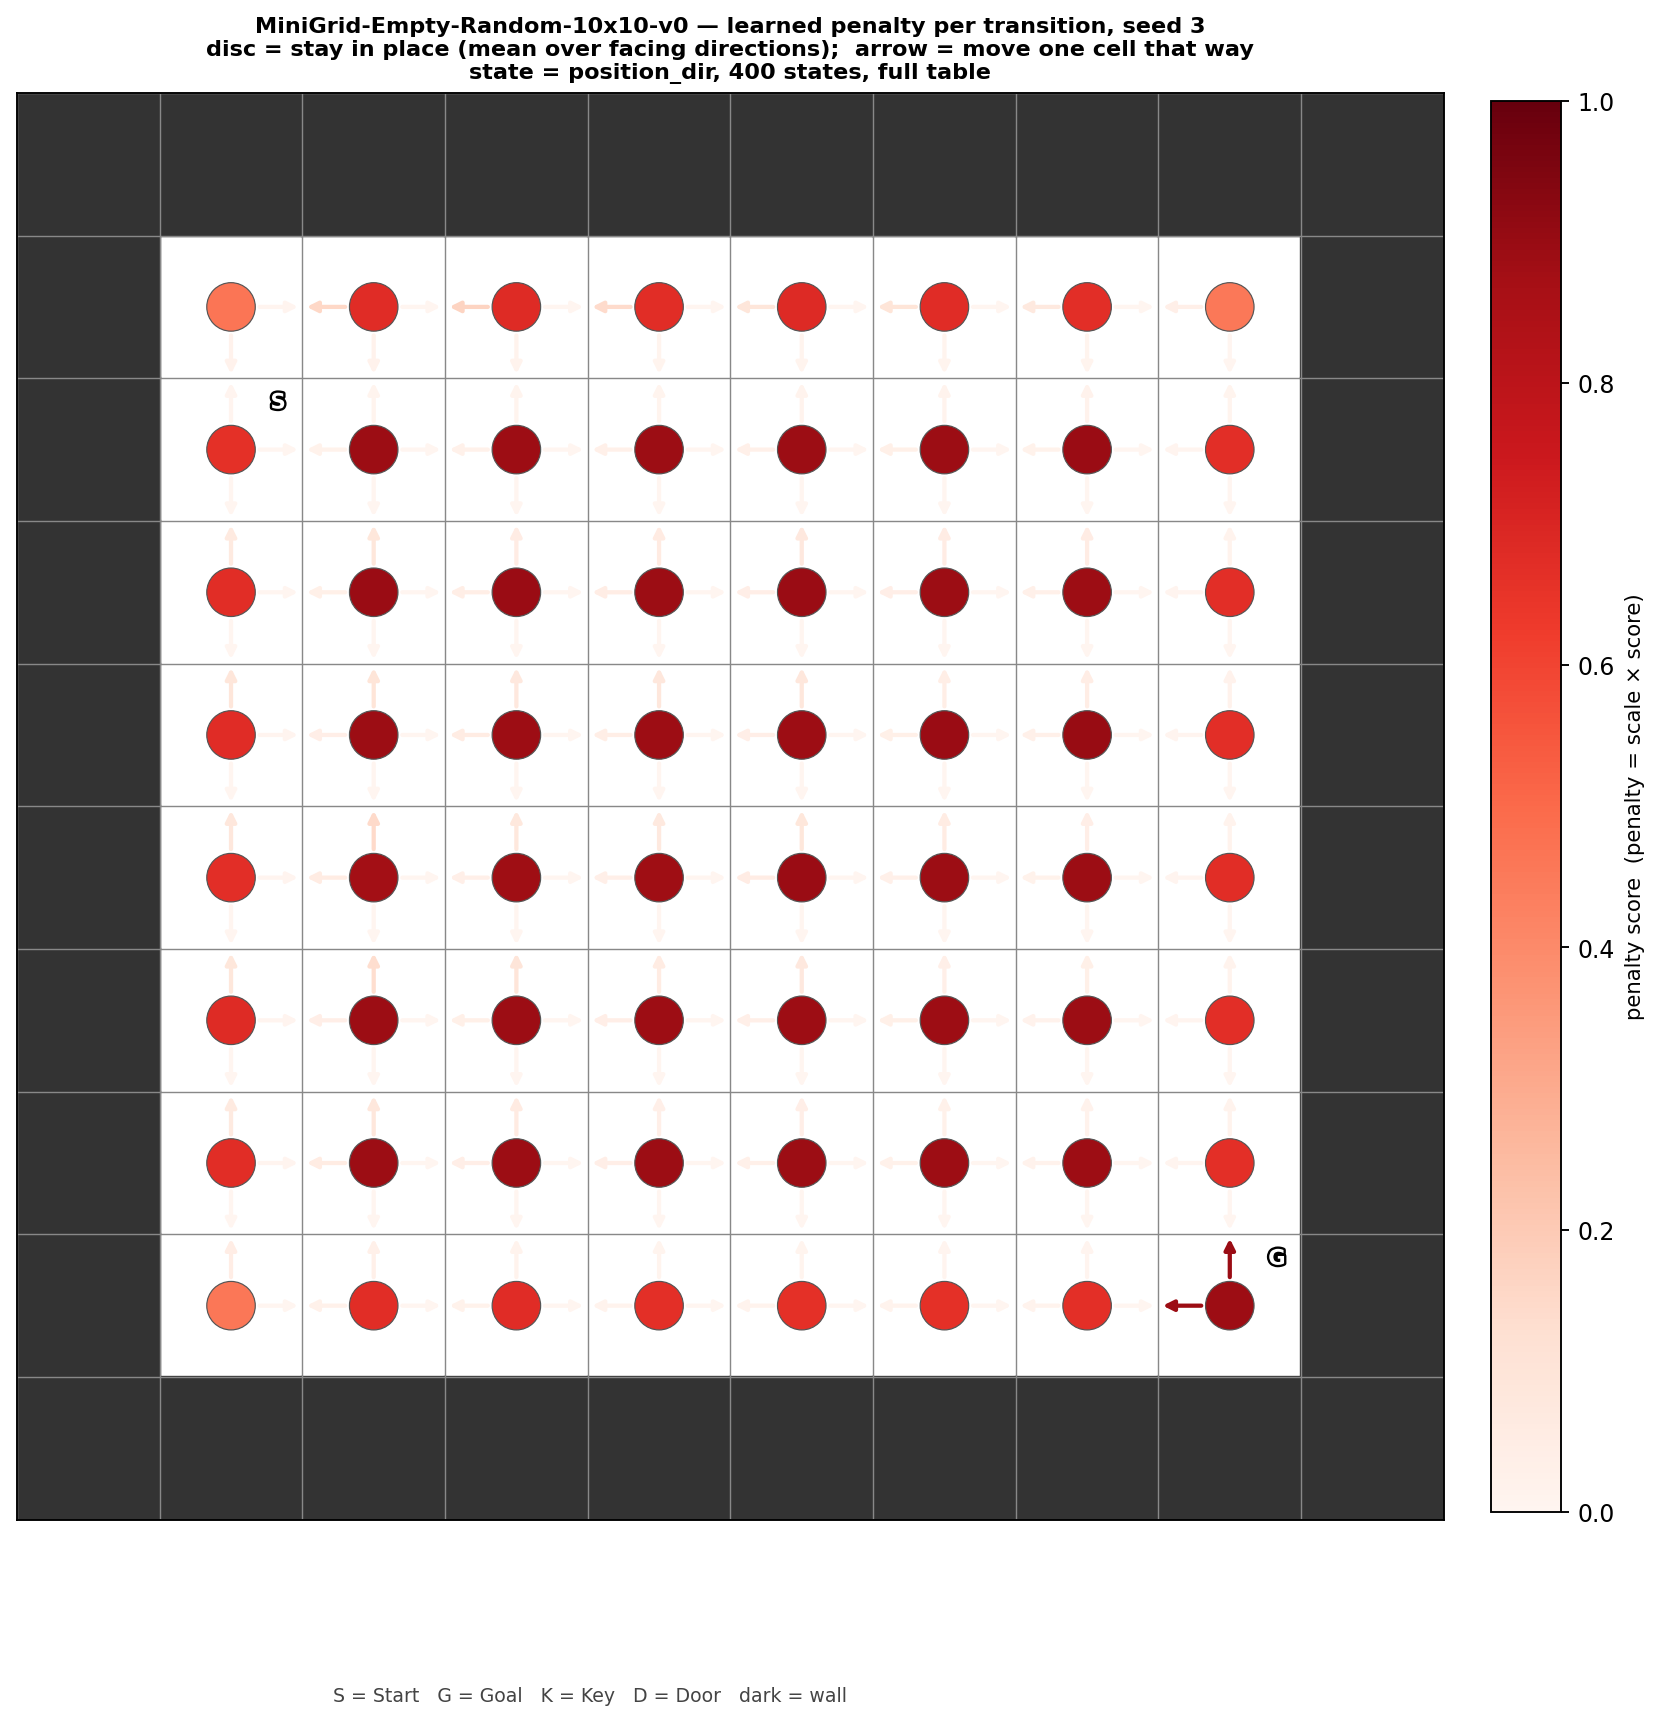 MiniGrid-Empty-Random-10x10-v0 — learned penalty per transition, seed 3
disc = stay in place (mean over facing directions);  arrow = move one cell that way
state = position_dir, 400 states, full table
S
G
1.0
0.8
0.6
0.4
0.2
0.0
penalty score  (penalty = scale × score)
S = Start   G = Goal   K = Key   D = Door   dark = wall